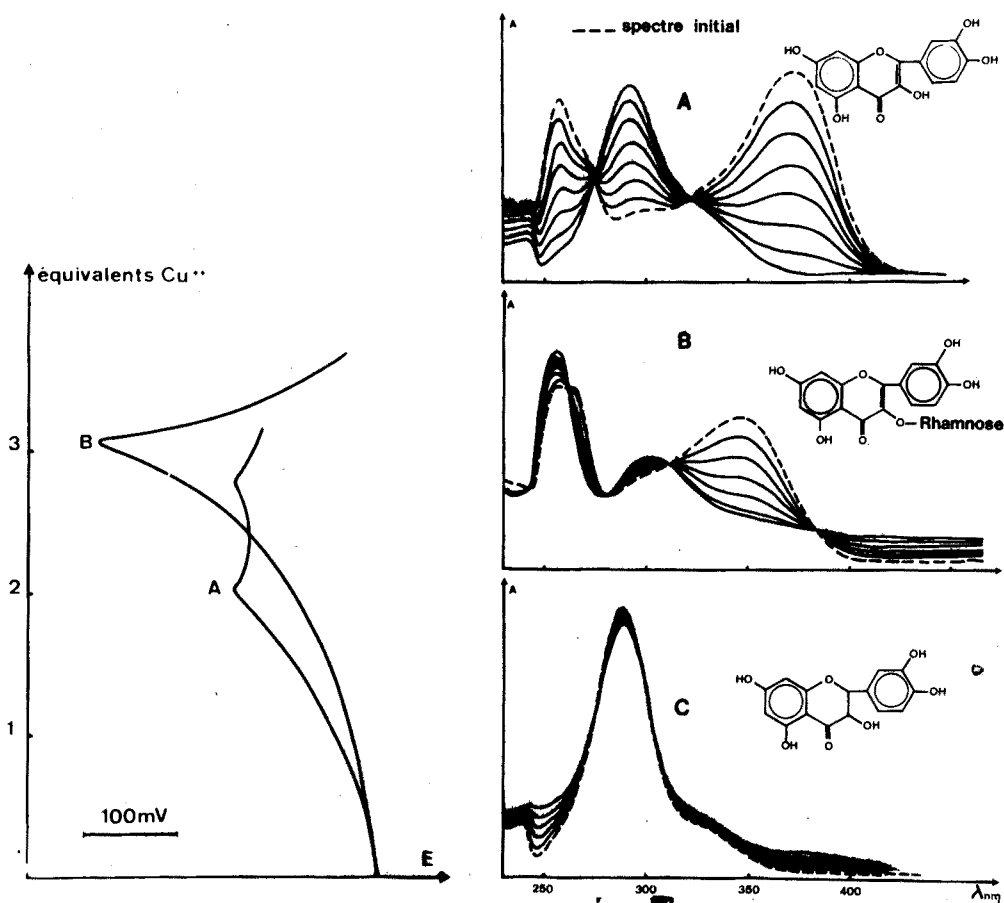 équivalents Cu++
3
2
1
B
A
100mV
E
A
--- spectre initial
A
HO
O
OH
OH
OH
OH
O
A
B
HO
O
OH
OH
OH
O
O—Rhamnose
A
C
HO
O
OH
OH
OH
OH
O
250
300
350
400
λnm